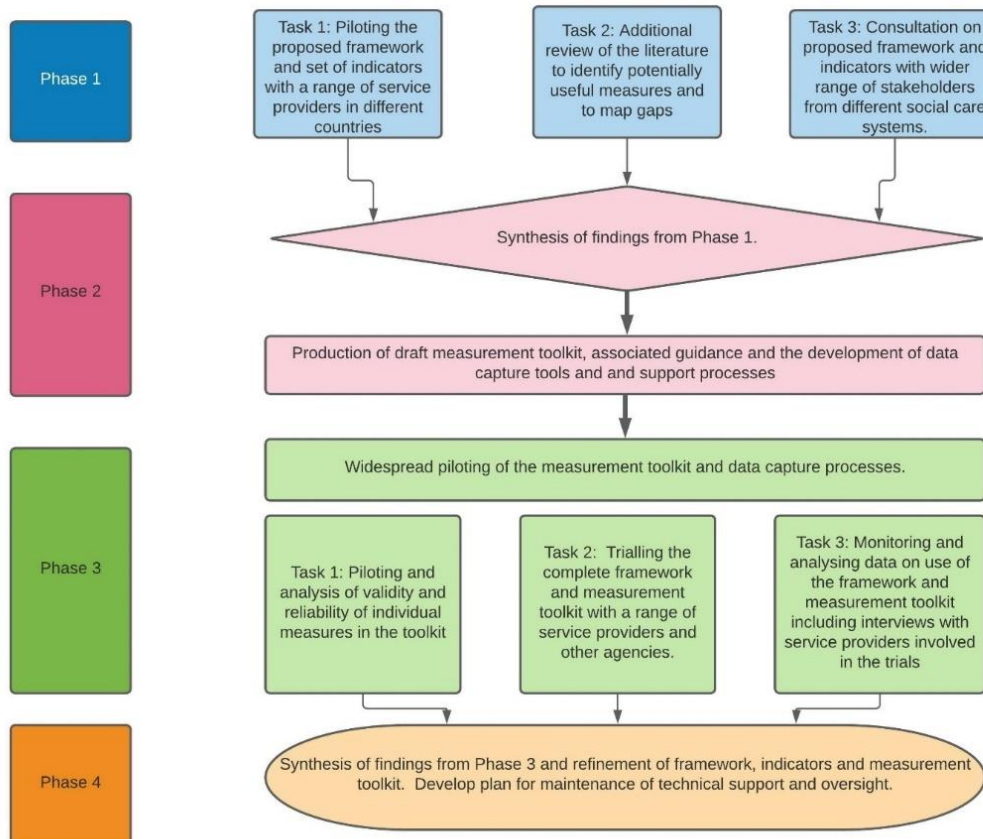 Phase 1
Task 1: Piloting the
proposed framework
and set of indicators
with a range of service
providers in different
countries
Task 2: Additional
review of the literature
to identify potentially
useful measures and
to map gaps
Task 3: Consultation on
proposed framework and
indicators with wider
range of stakeholders
from different social care
systems.
Phase 2
Synthesis of findings from Phase 1.
Production of draft measurement toolkit, associated guidance and the development of data
capture tools and and support processes
Phase 3
Widespread piloting of the measurement toolkit and data capture processes.
Task 1: Piloting and
analysis of validity and
reliability of individual
measures in the toolkit
Task 2:  Trialling the
complete framework
and measurement
toolkit with a range of
service providers and
other agencies.
Task 3: Monitoring and
analysing data on use of
the framework and
measurement toolkit
including interviews with
service providers involved
in the trials
Phase 4
Synthesis of findings from Phase 3 and refinement of framework, indicators and measurement
toolkit.  Develop plan for maintenance of technical support and oversight.